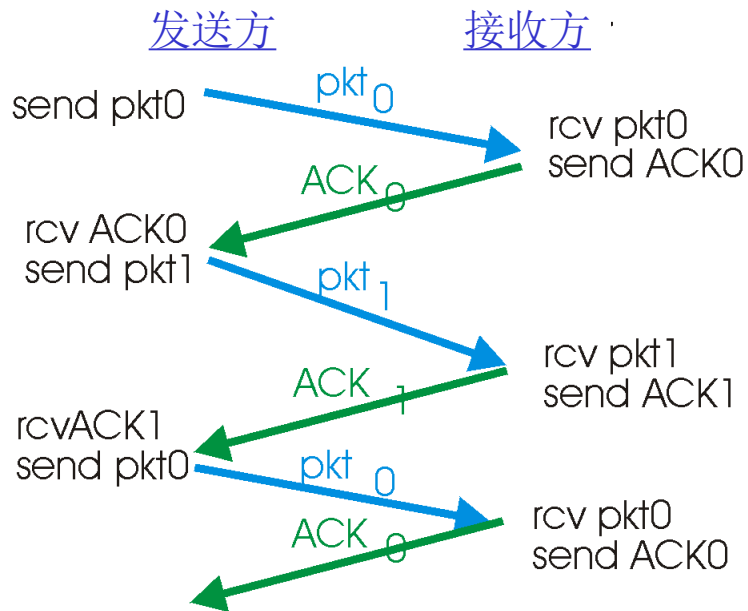 发送方 接收方
send pkt0
pkt0
rcv pkt0
send ACK0
ACK0
rcv ACK0
send pkt1
pkt1
rcv pkt1
send ACK1
ACK1
rcvACK1
send pkt0
pkt0
rcv pkt0
send ACK0
ACK0